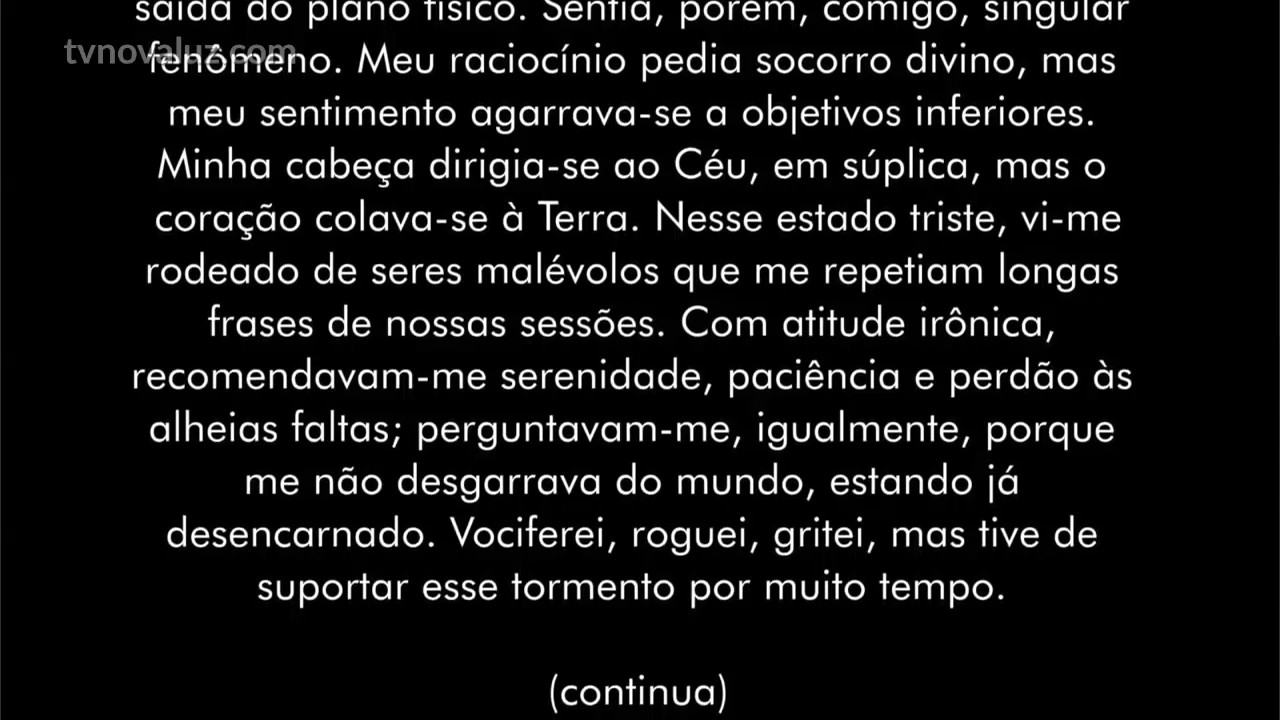 saída do plano físico. Sentia, porém, comigo, singular
tvnovaluz.com
fenômeno. Meu raciocínio pedia socorro divino, mas
meu sentimento agarrava-se a objetivos inferiores.
Minha cabeça dirigia-se ao Céu, em súplica, mas o
coração colava-se à Terra. Nesse estado triste, vi-me
rodeado de seres malévolos que me repetiam longas
frases de nossas sessões. Com atitude irônica,
recomendavam-me serenidade, paciência e perdão às
alheias faltas; perguntavam-me, igualmente, porque
me não desgarrava do mundo, estando já
desencarnado. Vociferei, roguei, gritei, mas tive de
suportar esse tormento por muito tempo.
(continua)